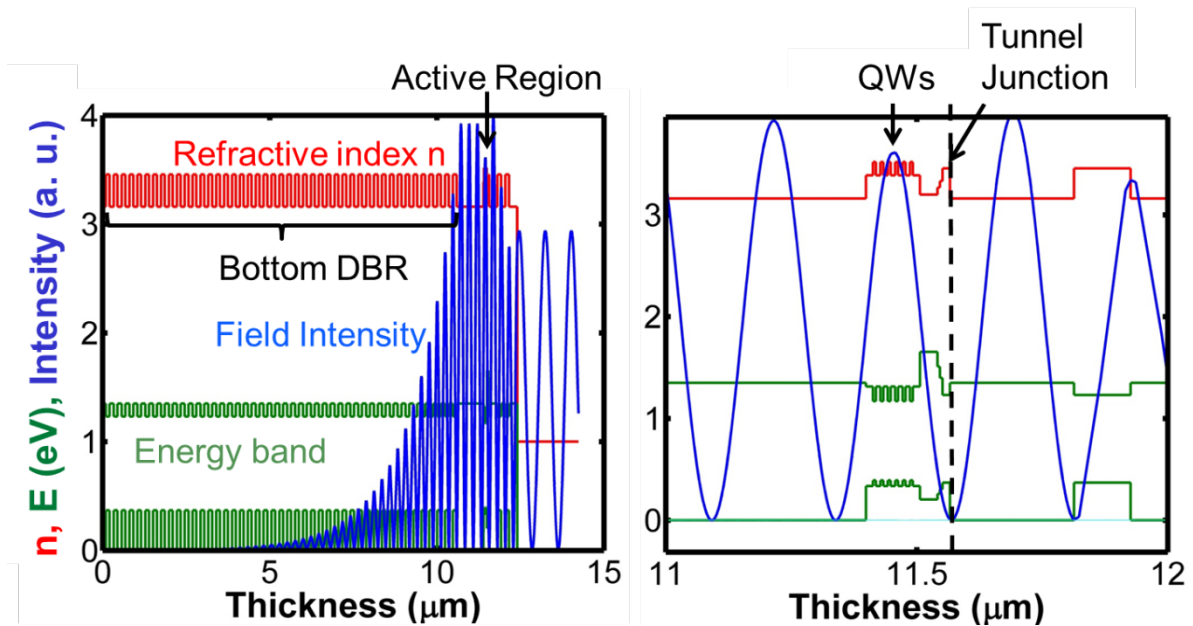 Active Region
Refractive index n
Bottom DBR
Field Intensity
Energy band
n, E (eV), Intensity (a. u.)
4
3
2
1
0
0
5
10
15
Thickness (μm)
Tunnel
Junction
QWs
3
2
1
0
11
11.5
12
Thickness (μm)